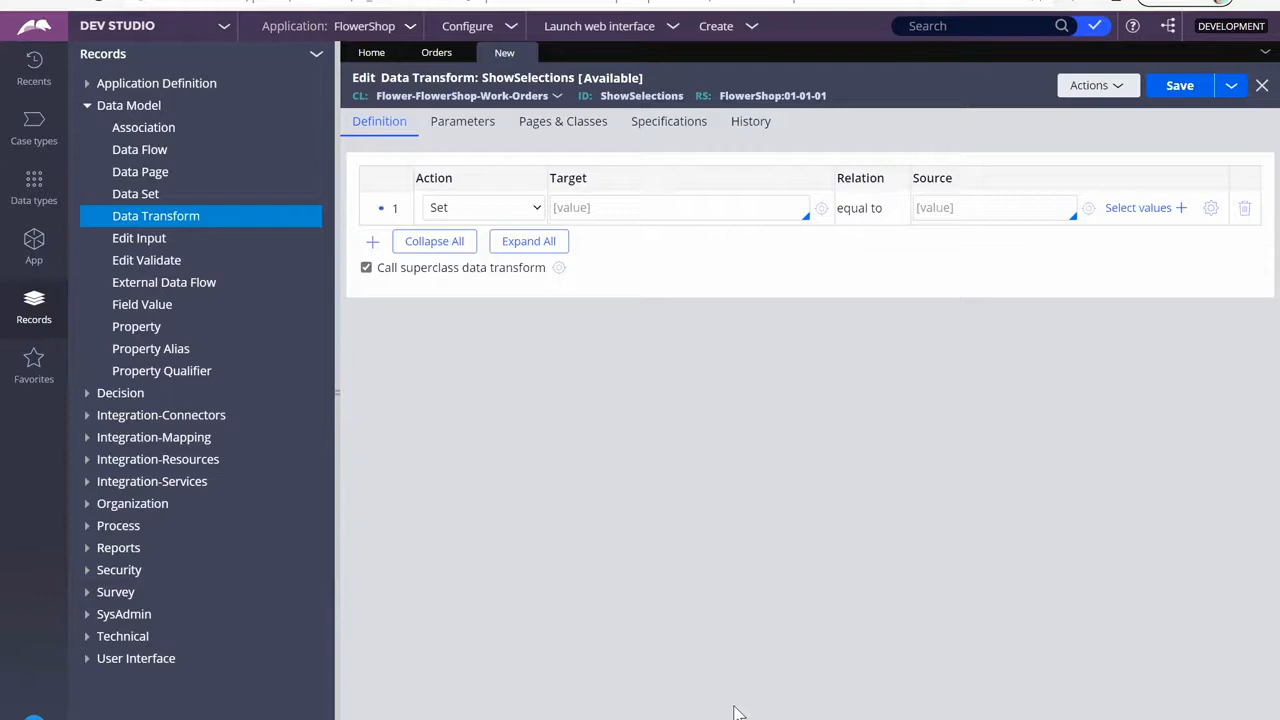 DEV STUDIO
Application: FlowerShop
Configure
Launch web interface
Create
Search
DEVELOPMENT
Recents
Case types
Data types
App
Records
Favorites
Records
Application Definition
Data Model
Association
Data Flow
Data Page
Data Set
Data Transform
Edit Input
Edit Validate
External Data Flow
Field Value
Property
Property Alias
Property Qualifier
Decision
Integration-Connectors
Integration-Mapping
Integration-Resources
Integration-Services
Organization
Process
Reports
Security
Survey
SysAdmin
Technical
User Interface
Home
Orders
New
Edit Data Transform: ShowSelections [Available]
CL: Flower-FlowerShop-Work-Orders ID: ShowSelections RS: FlowerShop:01-01-01
Actions
Save
Definition
Parameters
Pages & Classes
Specifications
History
Action Target Relation Source
1 Set [value] equal to [value] Select values
Collapse All
Expand All
Call superclass data transform